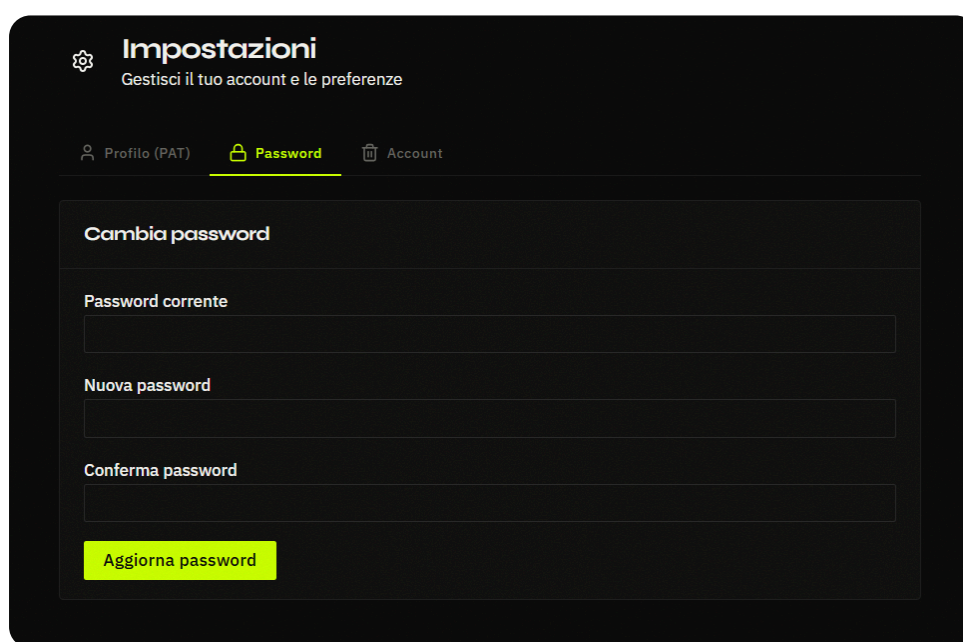 Impostazioni
Gestisci il tuo account e le preferenze
Profilo (PAT) Password Account
Cambia password
Password corrente
Nuova password
Conferma password
Aggiorna password